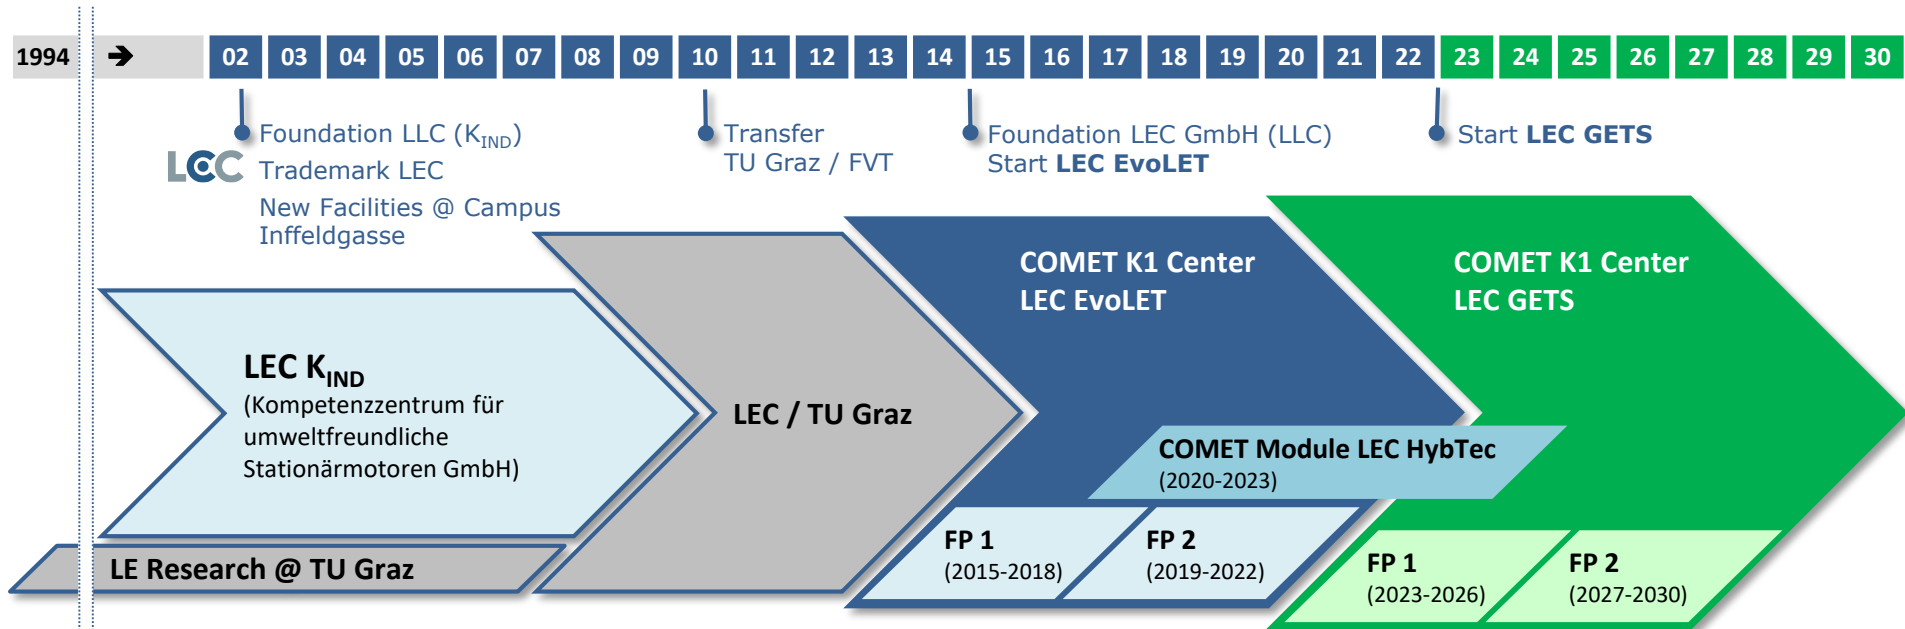 1994 ➔ 02 03 04 05 06 07 08 09 10 11 12 13 14 15 16 17 18 19 20 21 22 23 24 25 26 27 28 29 30
Foundation LLC (K_IND)
LEC
Trademark LEC
New Facilities @ Campus
Inffeldgasse
Transfer
TU Graz / FVT
Foundation LEC GmbH (LLC)
Start LEC EvoLET
Start LEC GETS
LEC K_IND
(Kompetenzzentrum für
umweltfreundliche
Stationärmotoren GmbH)
LE Research @ TU Graz
LEC / TU Graz
COMET K1 Center
LEC EvoLET
COMET Module LEC HybTec
(2020-2023)
FP 1
(2015-2018)
FP 2
(2019-2022)
COMET K1 Center
LEC GETS
FP 1
(2023-2026)
FP 2
(2027-2030)